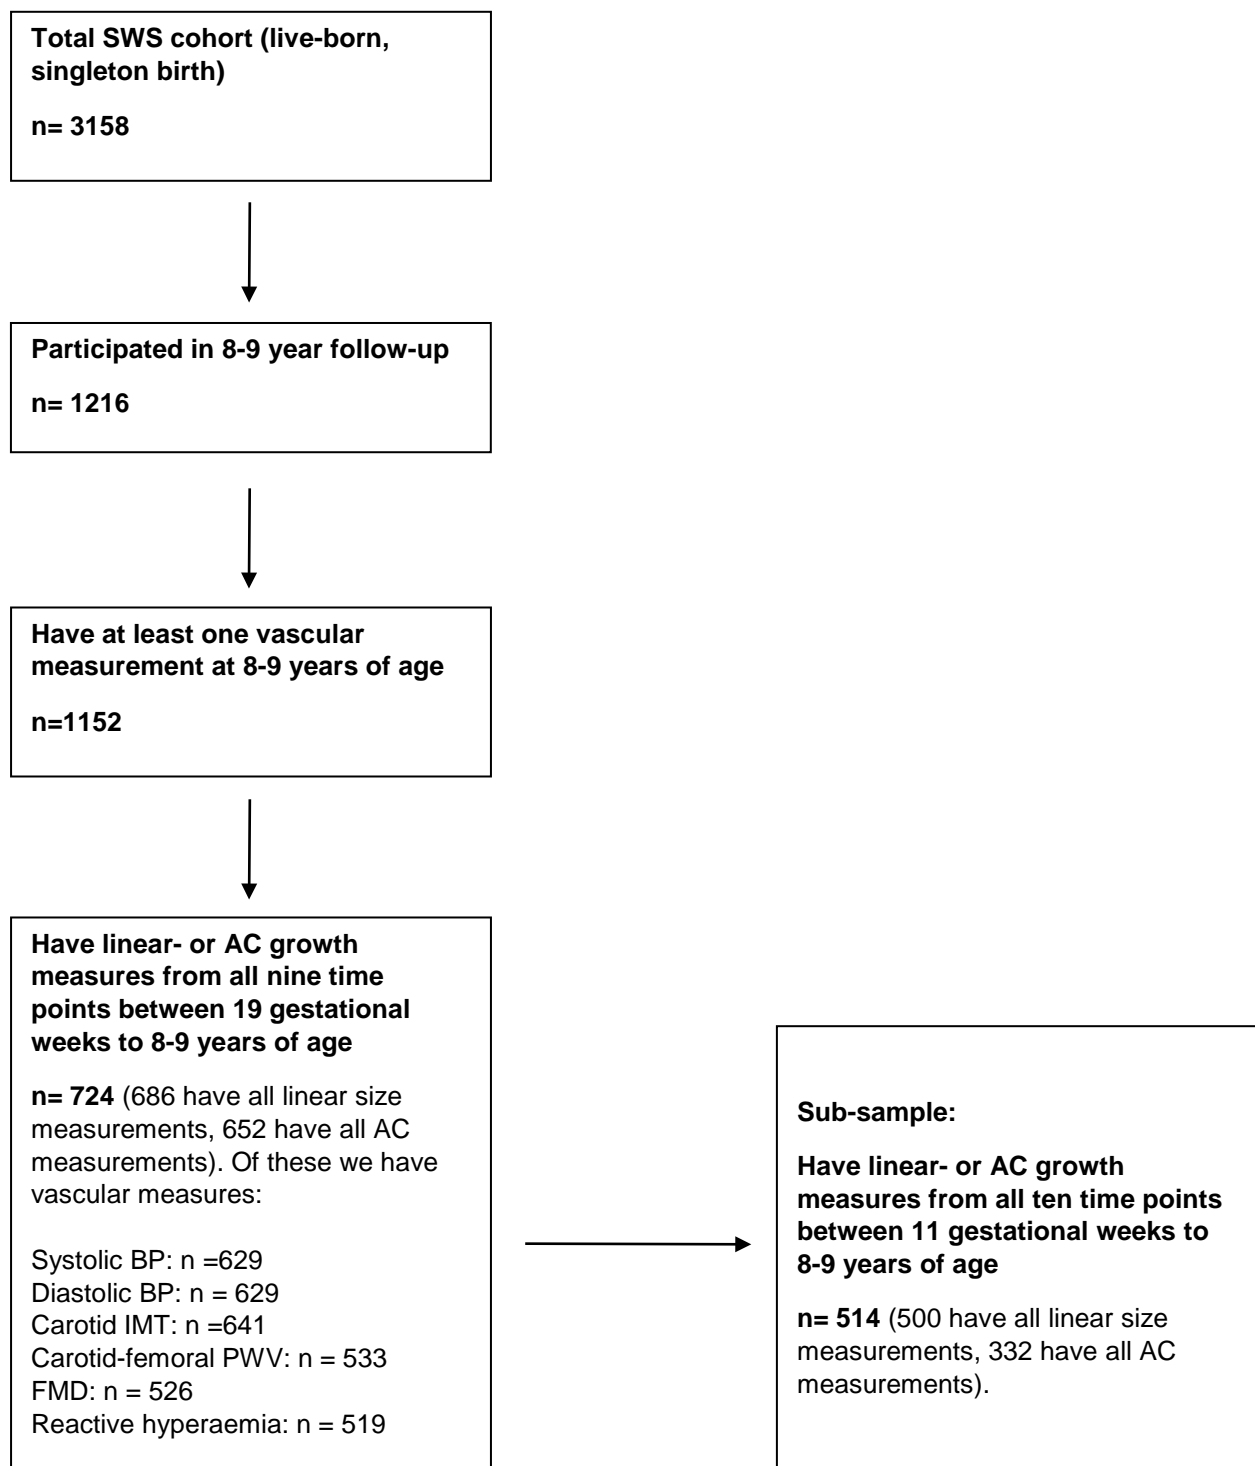 Total SWS cohort (live-born,
singleton birth)
n= 3158
Participated in 8-9 year follow-up
n= 1216
Have at least one vascular
measurement at 8-9 years of age
n=1152
Have linear- or AC growth
measures from all nine time
points between 19 gestational
weeks to 8-9 years of age
n= 724 (686 have all linear size
measurements, 652 have all AC
measurements). Of these we have
vascular measures:
Systolic BP: n =629
Diastolic BP: n = 629
Carotid IMT: n =641
Carotid-femoral PWV: n = 533
FMD: n = 526
Reactive hyperaemia: n = 519
Sub-sample:
Have linear- or AC growth
measures from all ten time points
between 11 gestational weeks to
8-9 years of age
n= 514 (500 have all linear size
measurements, 332 have all AC
measurements).